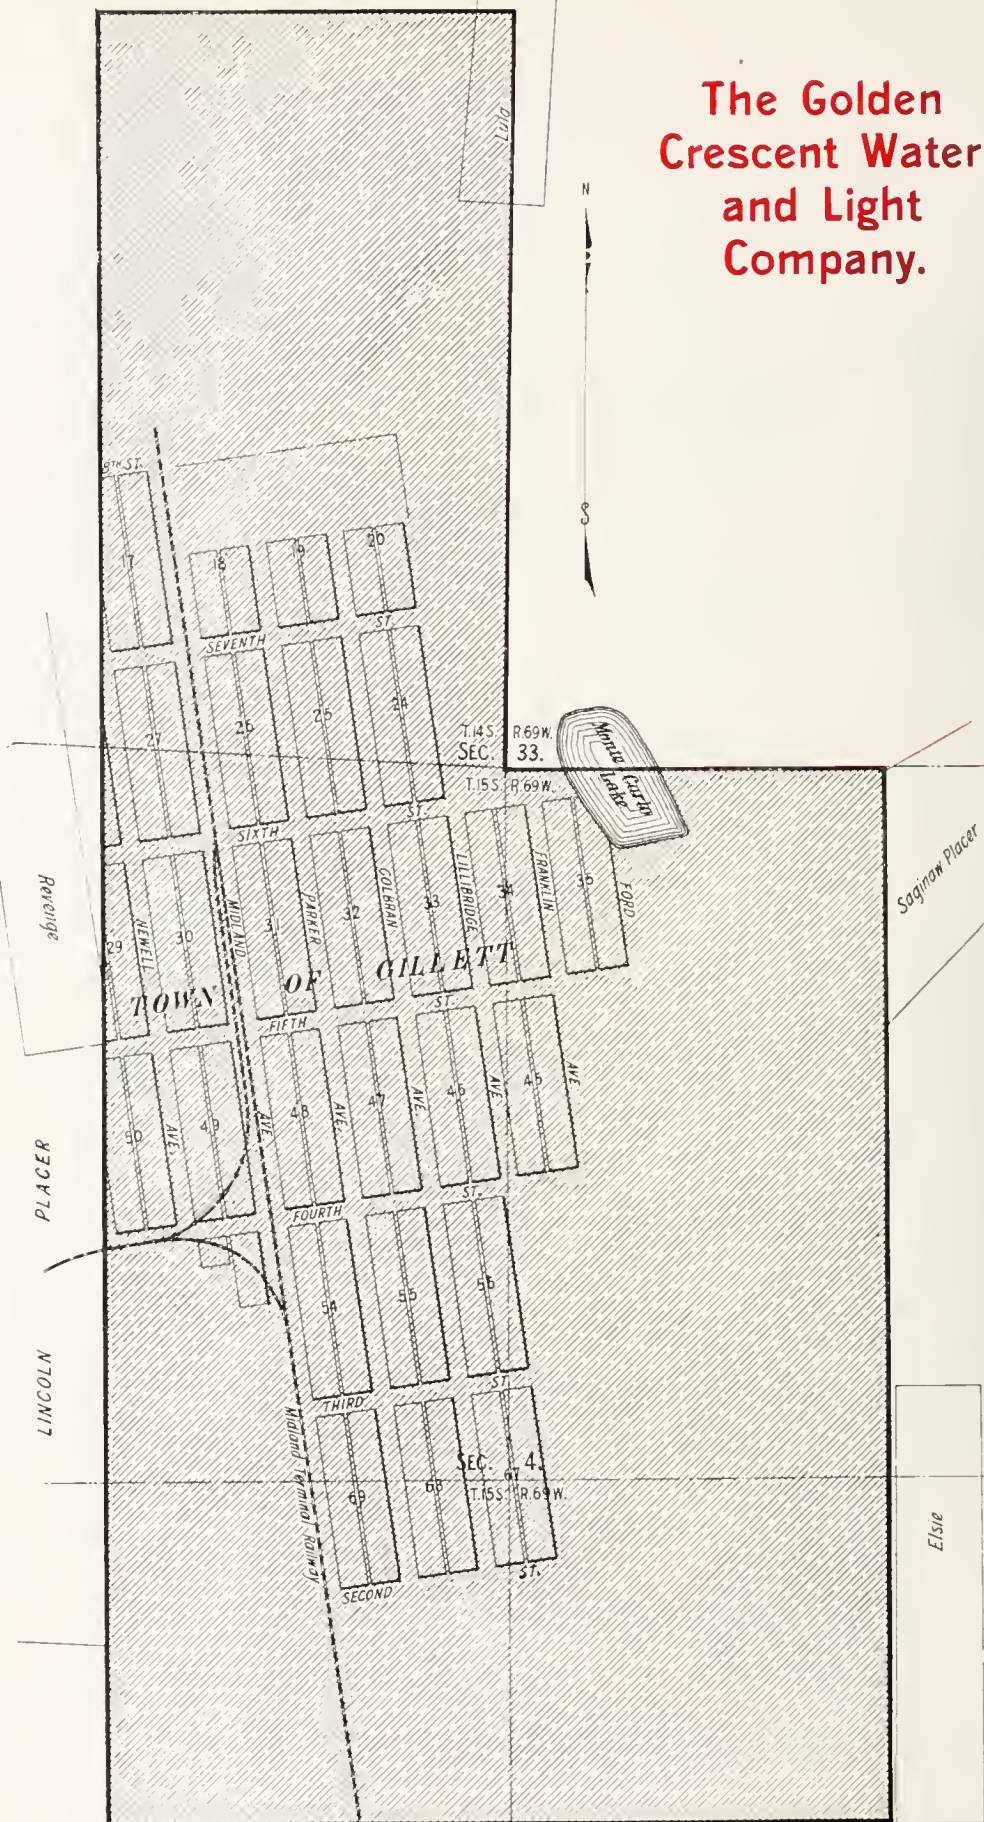 The Golden
Crescent Water
and Light
Company.
Lulu
N
S
8TH ST.
17
18
19
20
SEVENTH ST.
27
26
25
24
T.14S. R.69W.
SEC. 33.
T.15S. R.69W.
Monte Carlo
Lake
SIXTH ST.
Saginaw Placer
Revenge
29
NEWELL
30
MIDLAND
31
PARKER
32
COLBRAN
33
LILLIBRIDGE
34
FRANKLIN
35
FORD
TOWN OF GILLETT
FIFTH ST.
50
AVE.
49
AVE.
48
AVE.
47
AVE.
46
AVE.
45
AVE.
FOURTH ST.
LINCOLN PLACER
54
55
56
THIRD ST.
Midland Terminal Railway
69
68
67
SEC. 4.
T.15S. R.69W.
SECOND ST.
Elsie